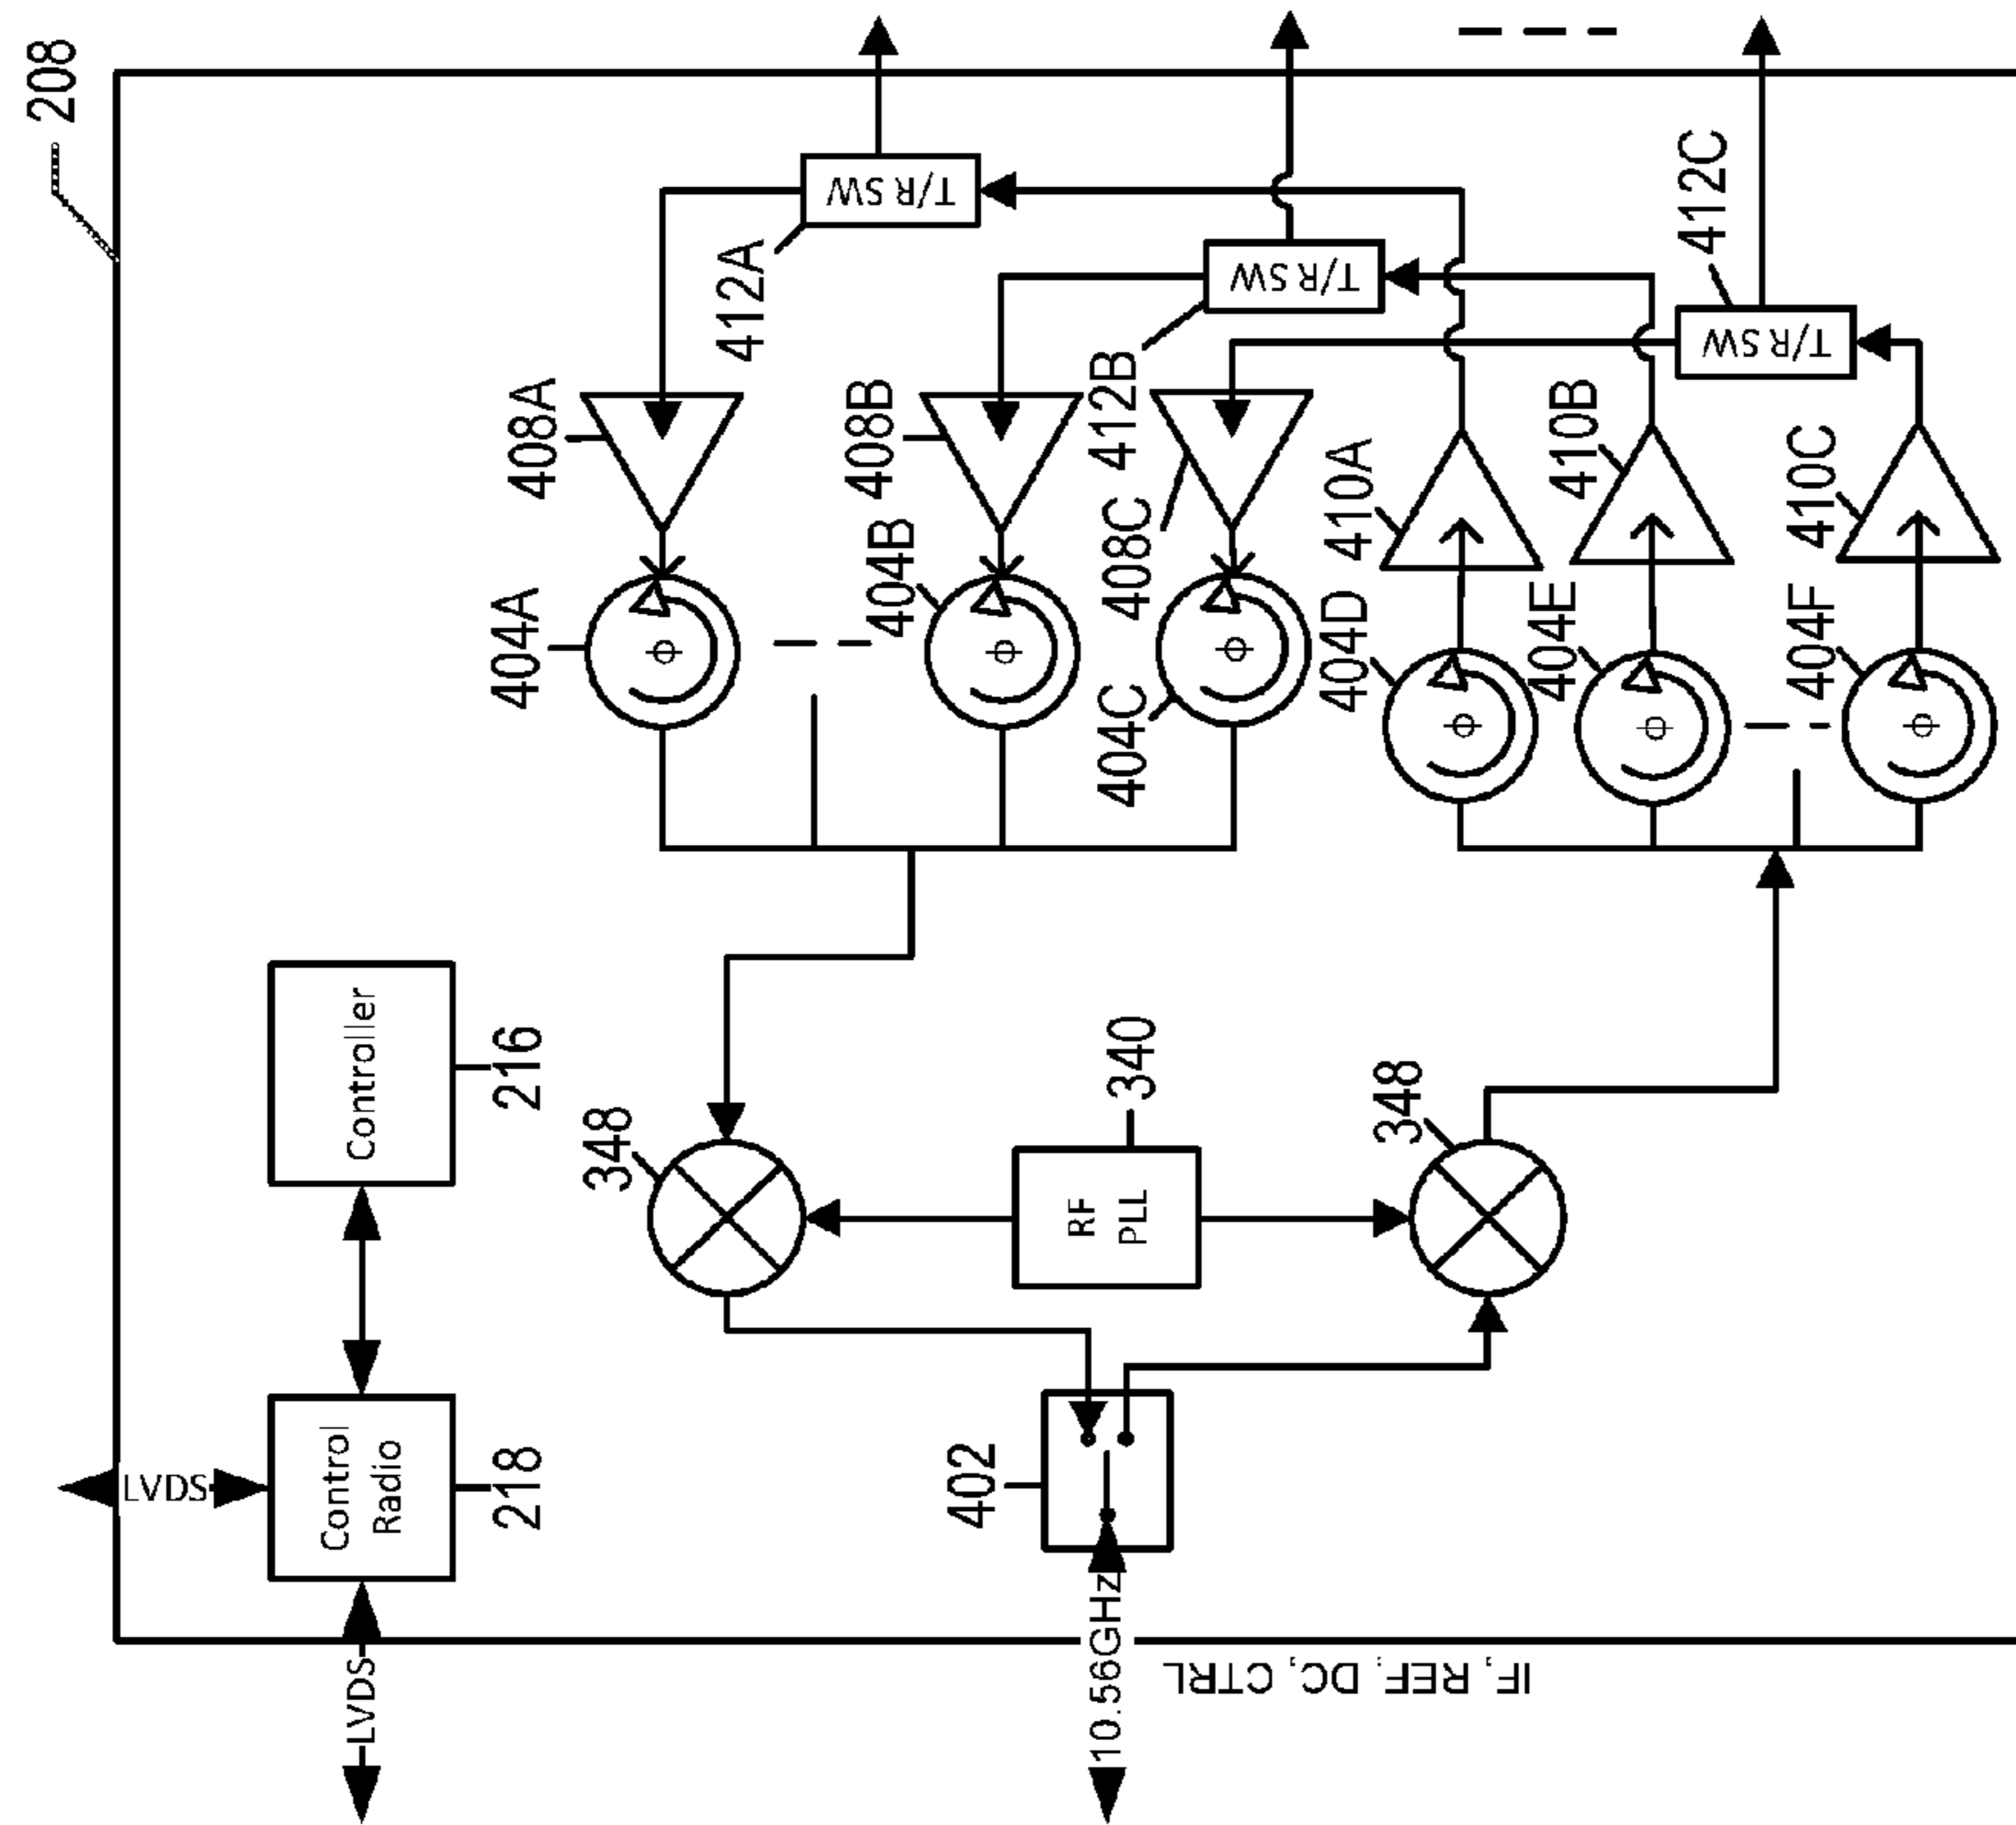 208
LVDS
LVDS
Control
Radio
218
Controller
216
10.56GHz
IF, REF, DC, CTRL
402
348
RF
PLL
340
348
404A
404B
404C
404D
404E
404F
408A
408B
408C
410A
410B
410C
412A
412B
412C
T/R SW
T/R SW
T/R SW
Φ
Φ
Φ
Φ
Φ
Φ